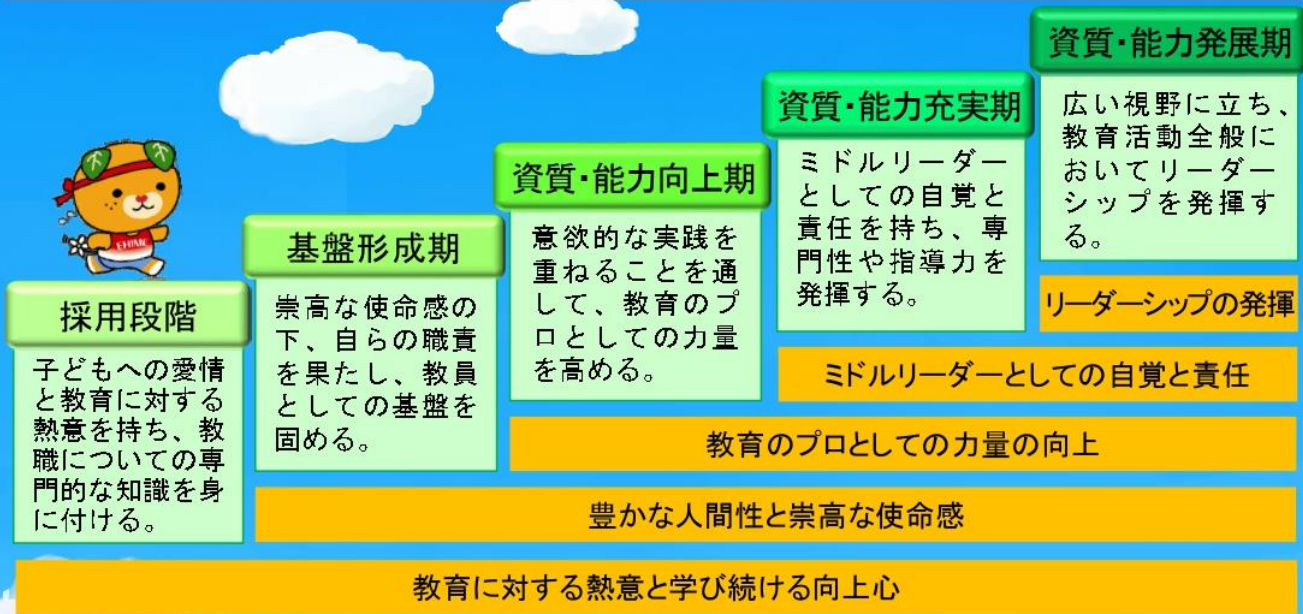 採用段階
子どもへの愛情
と教育に対する
熱意を持ち、教
職についての専
門的な知識を身
に付ける。
基盤形成期
崇高な使命感の
下、自らの職責
を果たし、教員
としての基盤を
固める。
資質・能力向上期
意欲的な実践を
重ねることを通
して、教育のプ
ロとしての力量
を高める。
資質・能力充実期
ミドルリーダー
としての自覚と
責任を持ち、専
門性や指導力を
発揮する。
資質・能力発展期
広い視野に立ち、
教育活動全般に
おいてリーダー
シップを発揮す
る。
EHIME
リーダーシップの発揮
ミドルリーダーとしての自覚と責任
教育のプロとしての力量の向上
豊かな人間性と崇高な使命感
教育に対する熱意と学び続ける向上心